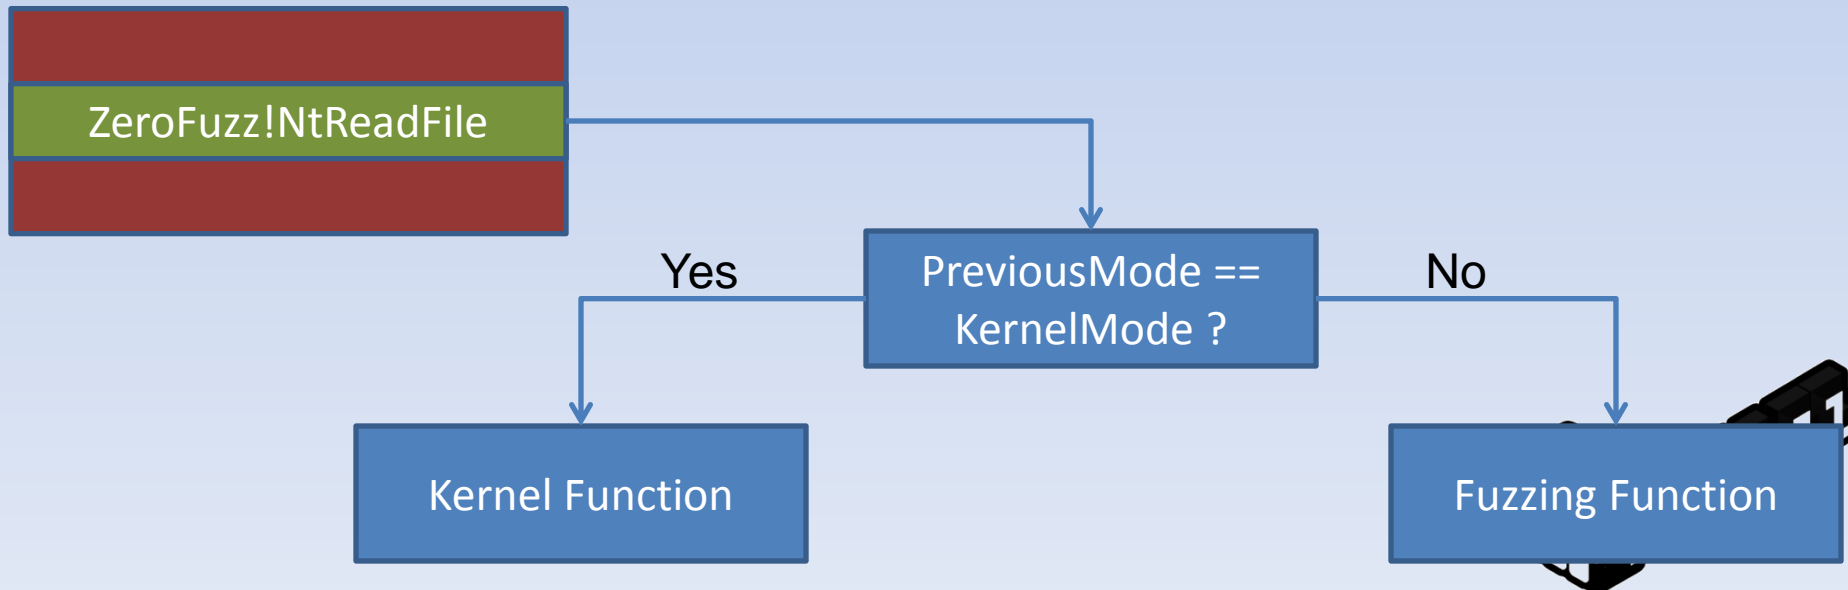 ZeroFuzz!NtReadFile
Yes
PreviousMode ==
KernelMode ?
No
Kernel Function
Fuzzing Function